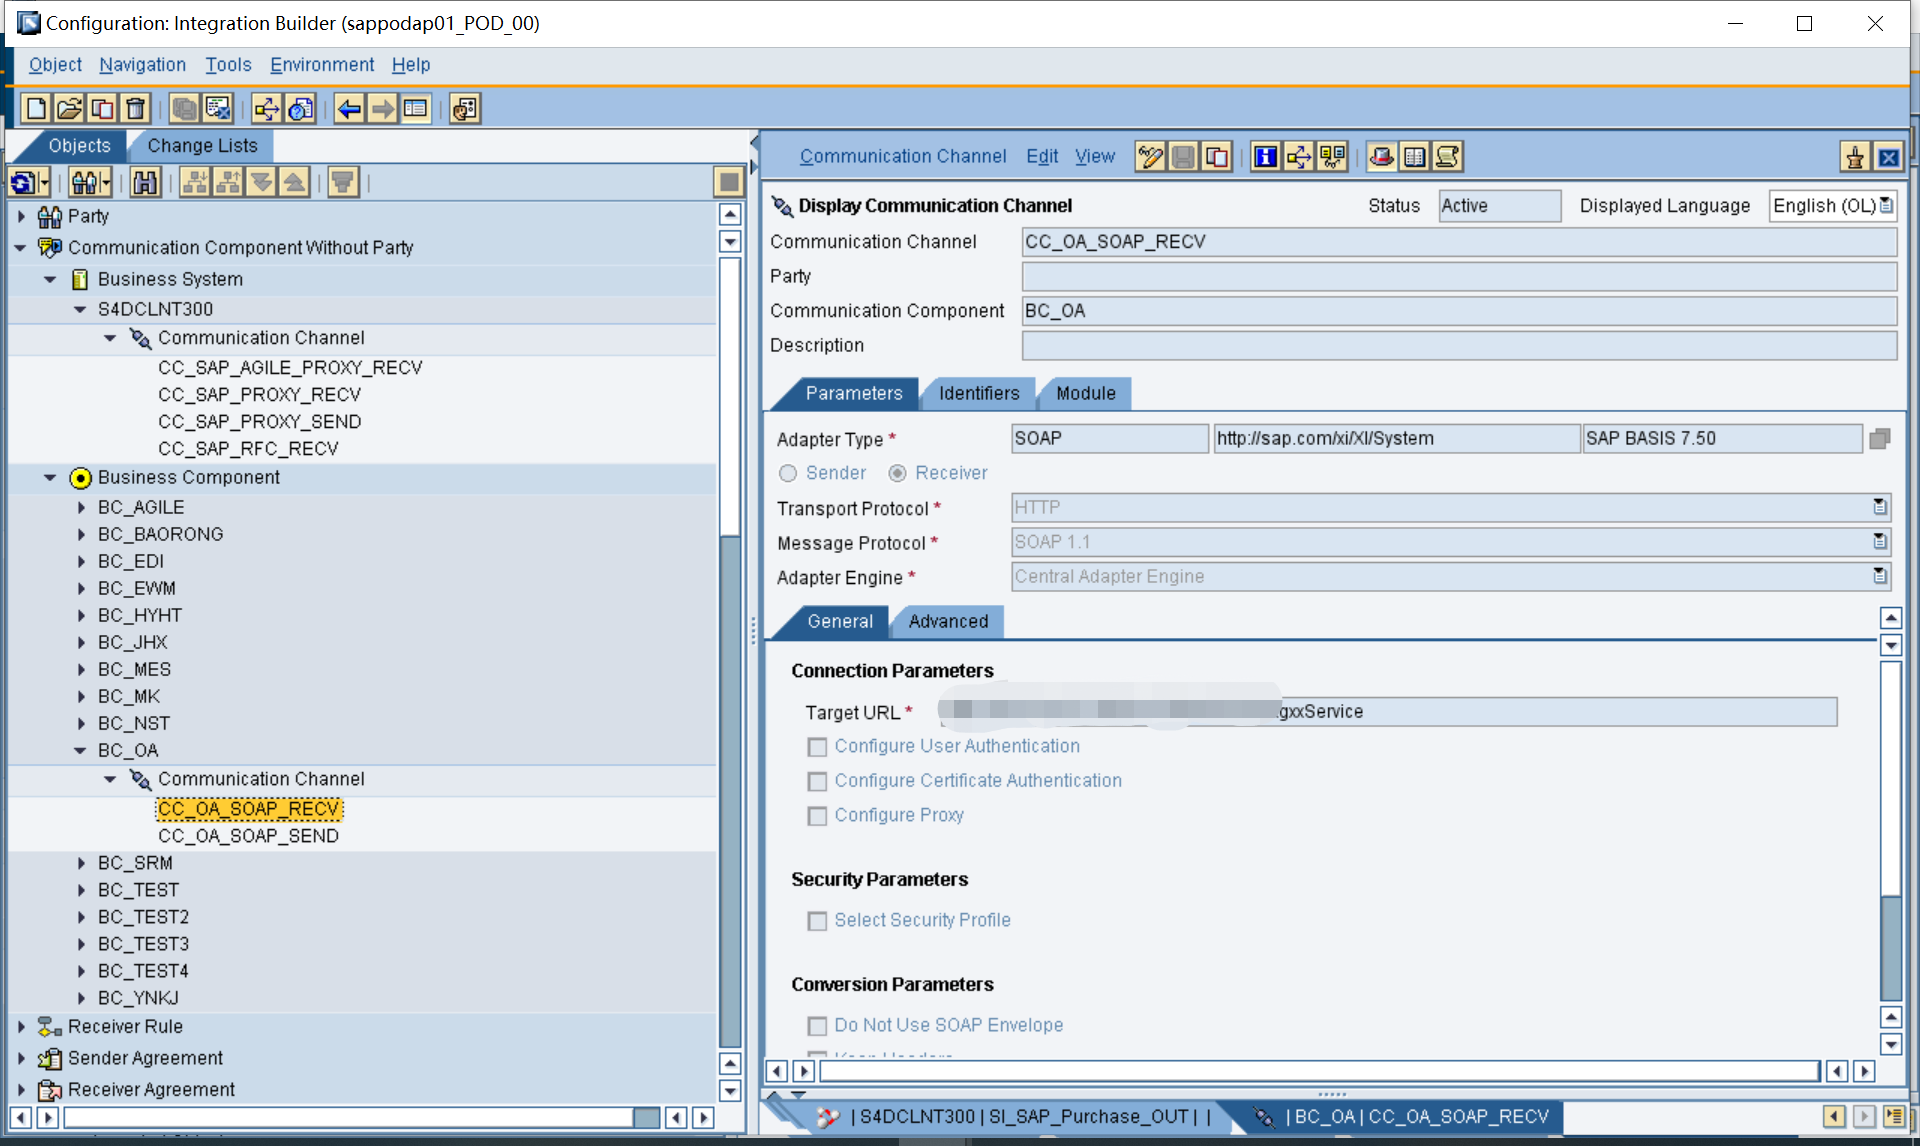 Configuration: Integration Builder (sappodap01_POD_00)
Object Navigation Tools Environment Help
Objects Change Lists
Party
Communication Component Without Party
Business System
S4DCLNT300
Communication Channel
CC_SAP_AGILE_PROXY_RECV
CC_SAP_PROXY_RECV
CC_SAP_PROXY_SEND
CC_SAP_RFC_RECV
Business Component
BC_AGILE
BC_BAORONG
BC_EDI
BC_EWM
BC_HYHT
BC_JHX
BC_MES
BC_MK
BC_NST
BC_OA
Communication Channel
CC_OA_SOAP_RECV
CC_OA_SOAP_SEND
BC_SRM
BC_TEST
BC_TEST2
BC_TEST3
BC_TEST4
BC_YNKJ
Receiver Rule
Sender Agreement
Receiver Agreement
Communication Channel Edit View
Display Communication Channel Status Active Displayed Language English (OL)
Communication Channel CC_OA_SOAP_RECV
Party
Communication Component BC_OA
Description
Parameters Identifiers Module
Adapter Type * SOAP http://sap.com/xi/XI/System SAP BASIS 7.50
Sender Receiver
Transport Protocol * HTTP
Message Protocol * SOAP 1.1
Adapter Engine * Central Adapter Engine
General Advanced
Connection Parameters
Target URL * gxxService
Configure User Authentication
Configure Certificate Authentication
Configure Proxy
Security Parameters
Select Security Profile
Conversion Parameters
Do Not Use SOAP Envelope
Keep Headers
| S4DCLNT300 | SI_SAP_Purchase_OUT | | | BC_OA | CC_OA_SOAP_RECV